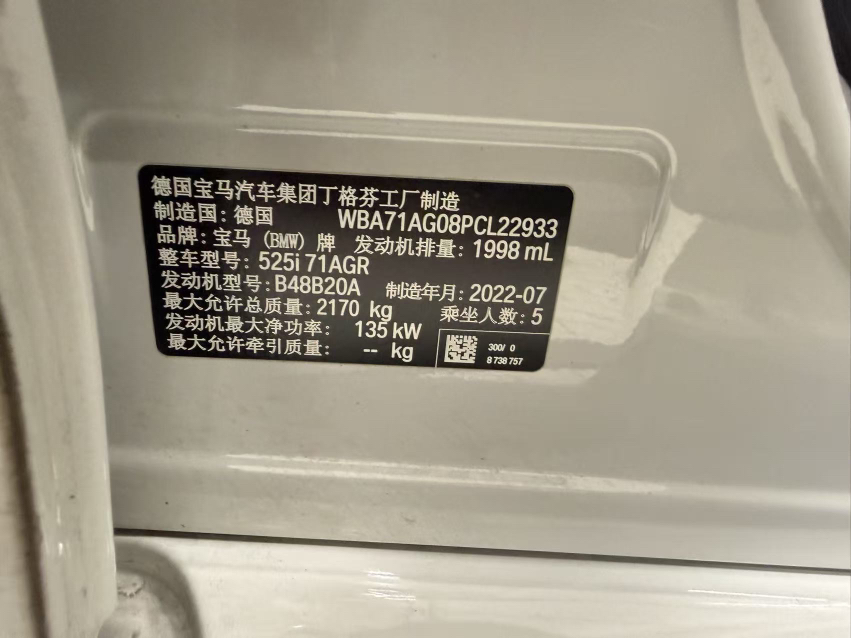 德国宝马汽车集团丁格芬工厂制造
制造国: 德国 WBA71AG08PCL22933
品牌: 宝马 (BMW) 牌 发动机排量: 1998 mL
整车型号: 525i 71AGR
发动机型号: B48B20A 制造年月: 2022-07
最大允许总质量: 2170 kg 乘坐人数: 5
发动机最大净功率: 135 kW
最大允许牵引质量: -- kg
300/ 0
8 738 757